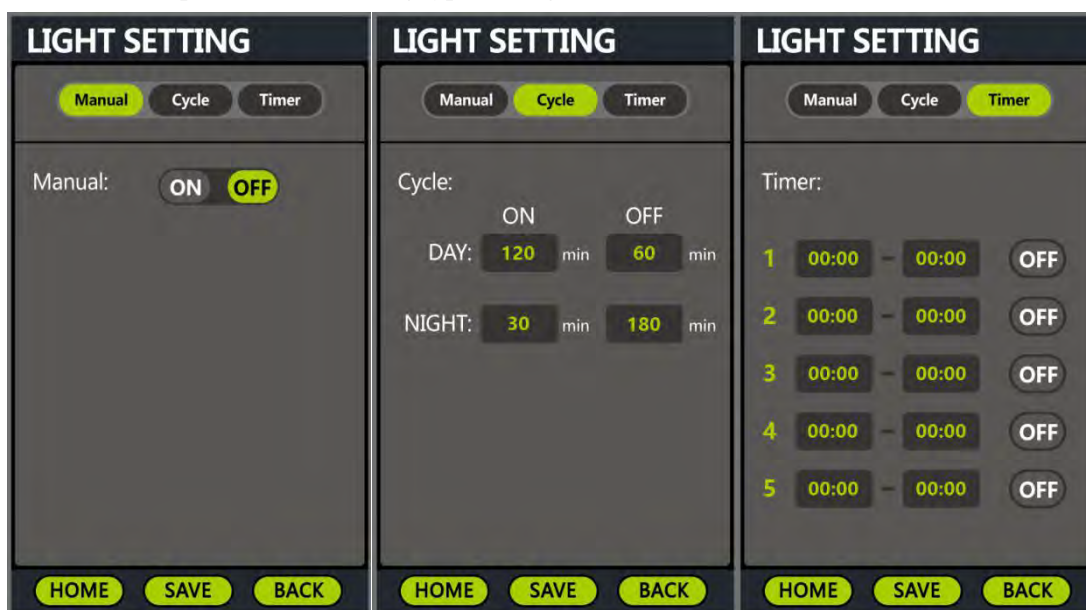 LIGHT SETTING
Manual Cycle Timer
Manual: ON OFF
HOME SAVE BACK
LIGHT SETTING
Manual Cycle Timer
Cycle:
ON OFF
DAY: 120 min 60 min
NIGHT: 30 min 180 min
HOME SAVE BACK
LIGHT SETTING
Manual Cycle Timer
Timer:
1 00:00 – 00:00 OFF
2 00:00 – 00:00 OFF
3 00:00 – 00:00 OFF
4 00:00 – 00:00 OFF
5 00:00 – 00:00 OFF
HOME SAVE BACK